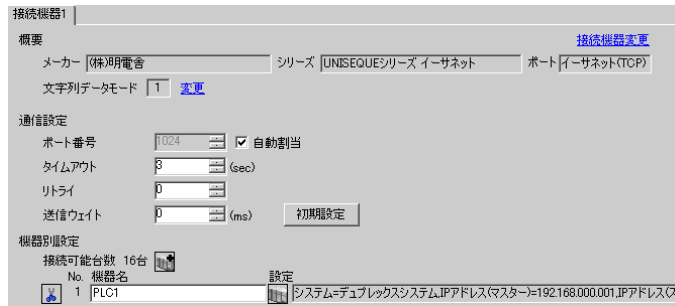 接続機器1
概要 接続機器変更
メーカー (株)明電舎 シリーズ UNISEQUEシリーズ イーサネット ポート イーサネット(TCP)
文字列データモード 1 変更
通信設定
ポート番号 1024 自動割当
タイムアウト 3 (sec)
リトライ 0
送信ウェイト 0 (ms) 初期設定
機器別設定
接続可能台数 16台
No. 機器名 設定
1 PLC1 システム=デュプレックスシステム,IPアドレス(マスター)=192.168.000.001,IPアドレス(ス